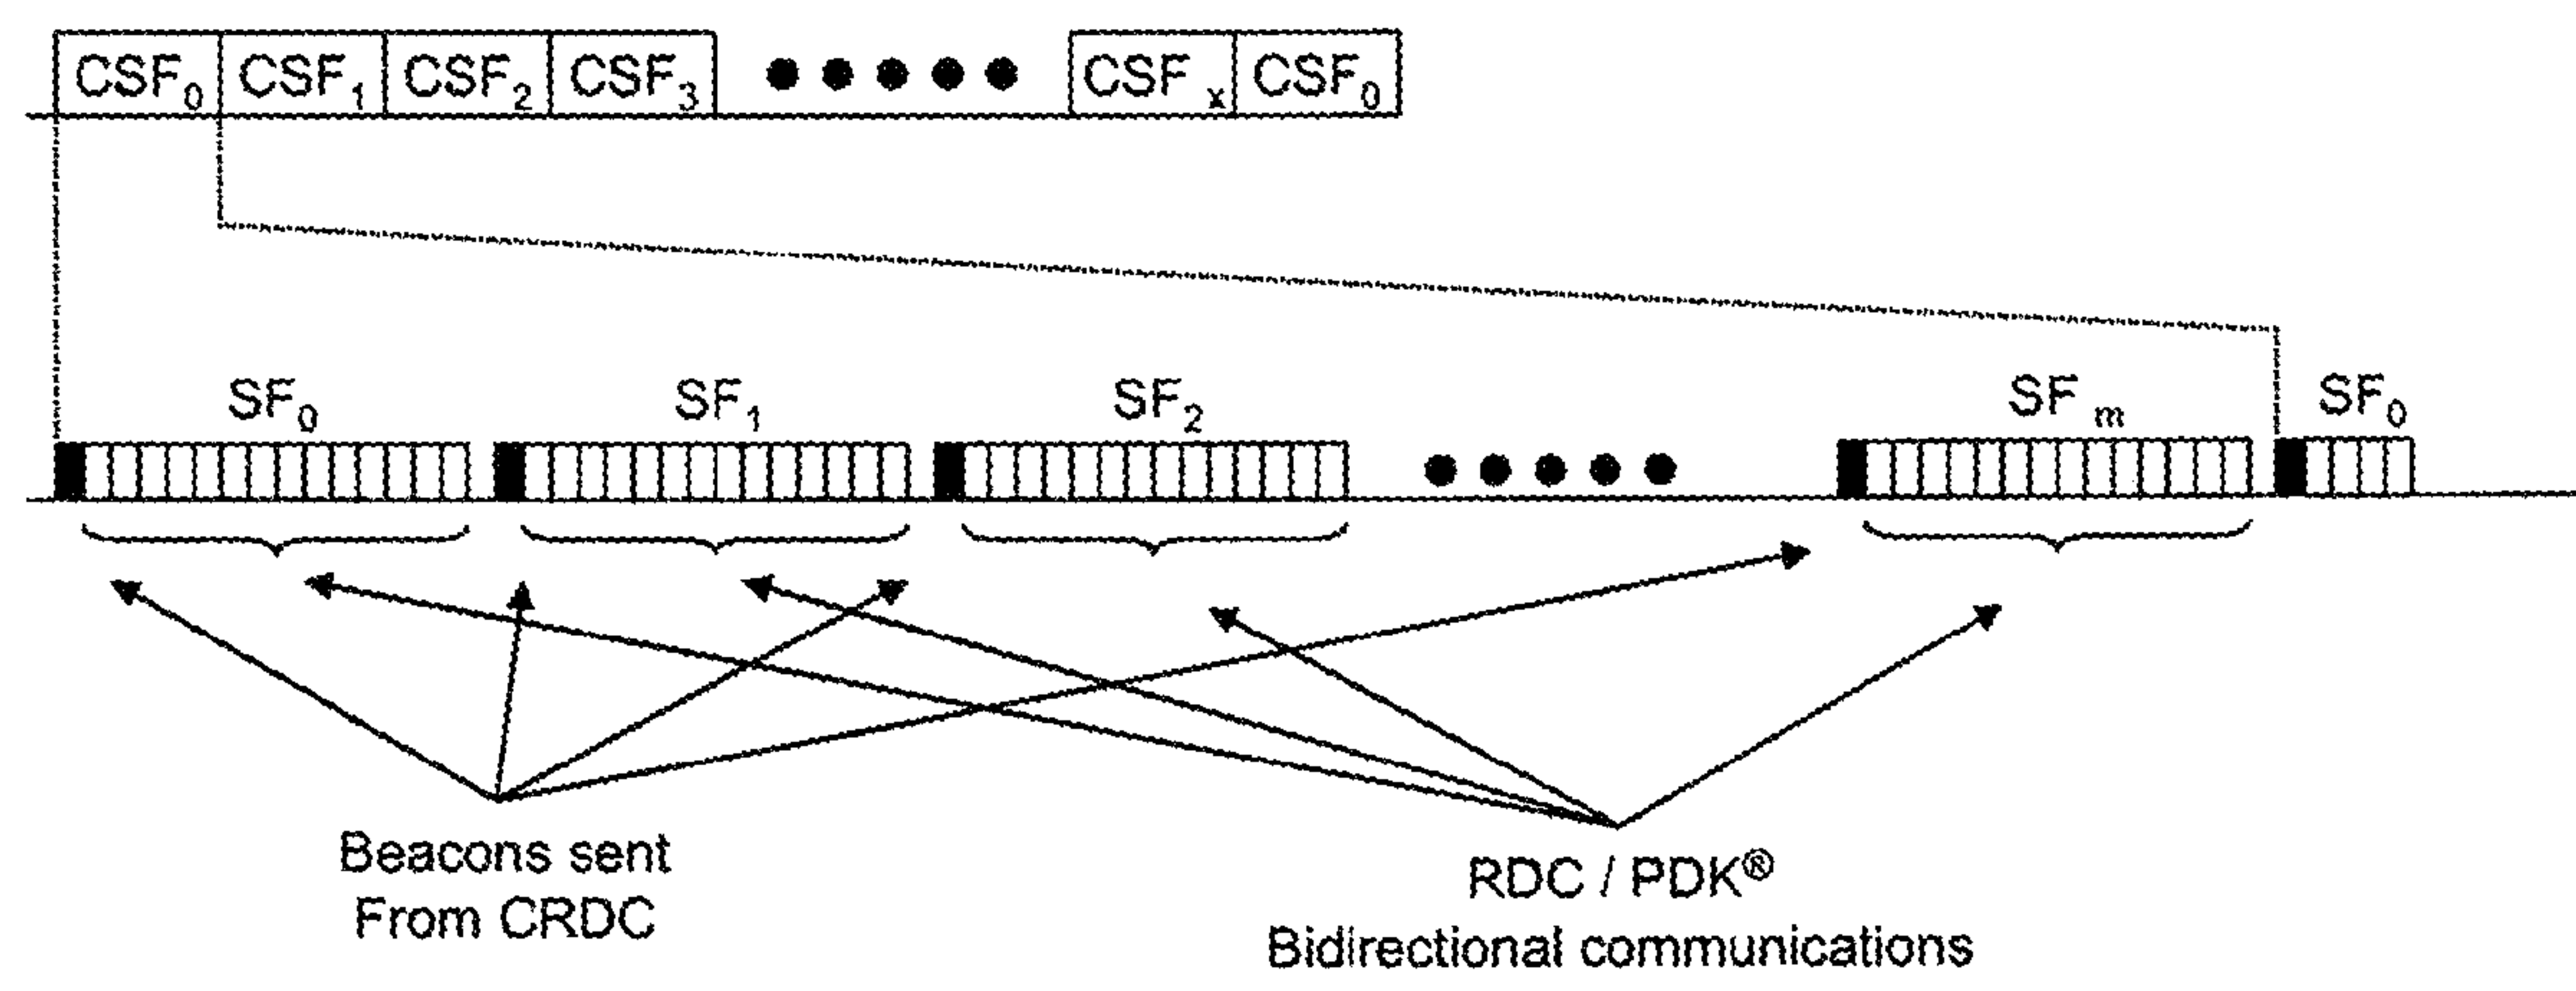 CSF₀ CSF₁ CSF₂ CSF₃ CSFₓ CSF₀
SF₀ SF₁ SF₂ SFₘ SF₀
Beacons sent
From CRDC
RDC / PDK®
Bidirectional communications